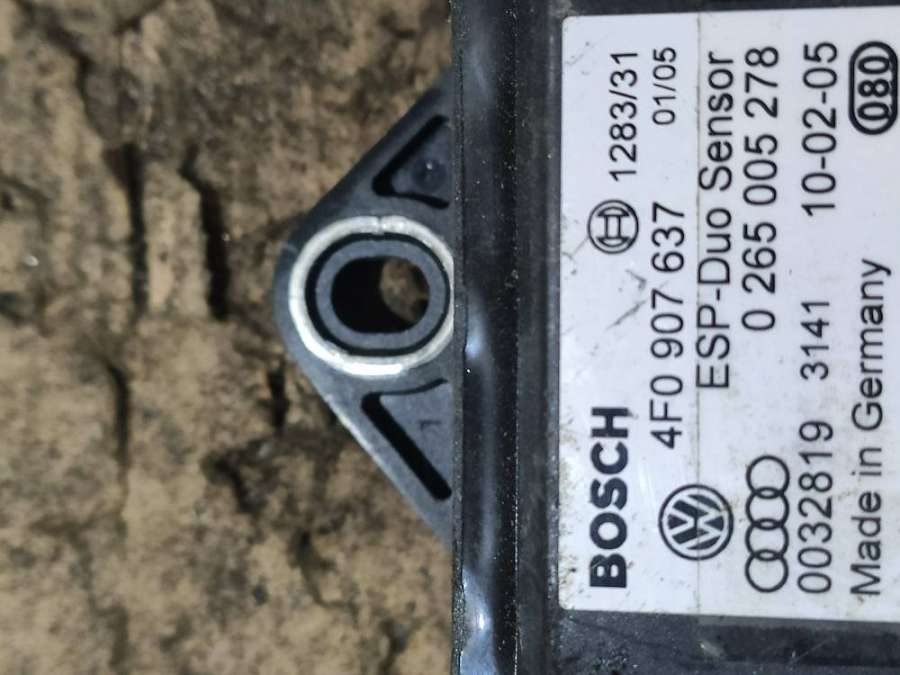 BOSCH 1283/31
4F0 907 637 01/05
ESP-Duo Sensor
0 265 005 278
0032819 3141 10-02-05
Made in Germany 080
1